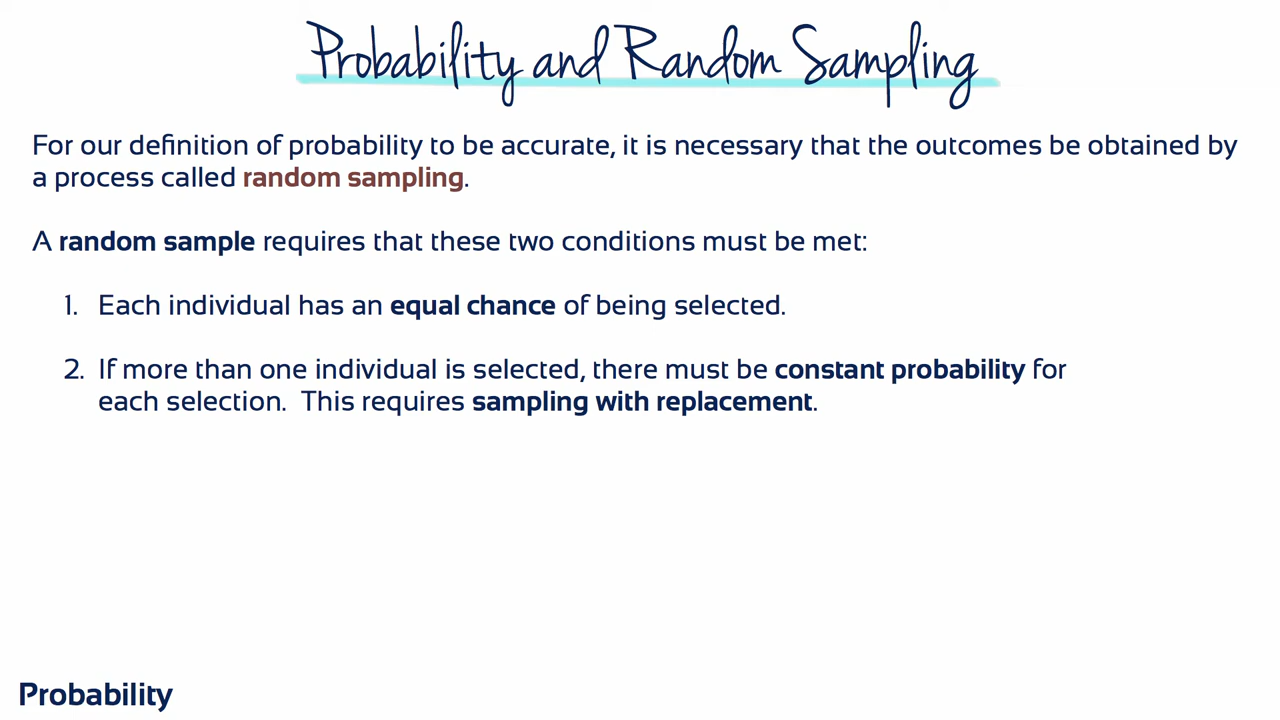 Probability and Random Sampling
For our definition of probability to be accurate, it is necessary that the outcomes be obtained by
a process called random sampling.
A random sample requires that these two conditions must be met:
1. Each individual has an equal chance of being selected.
2. If more than one individual is selected, there must be constant probability for
each selection. This requires sampling with replacement.
Probability